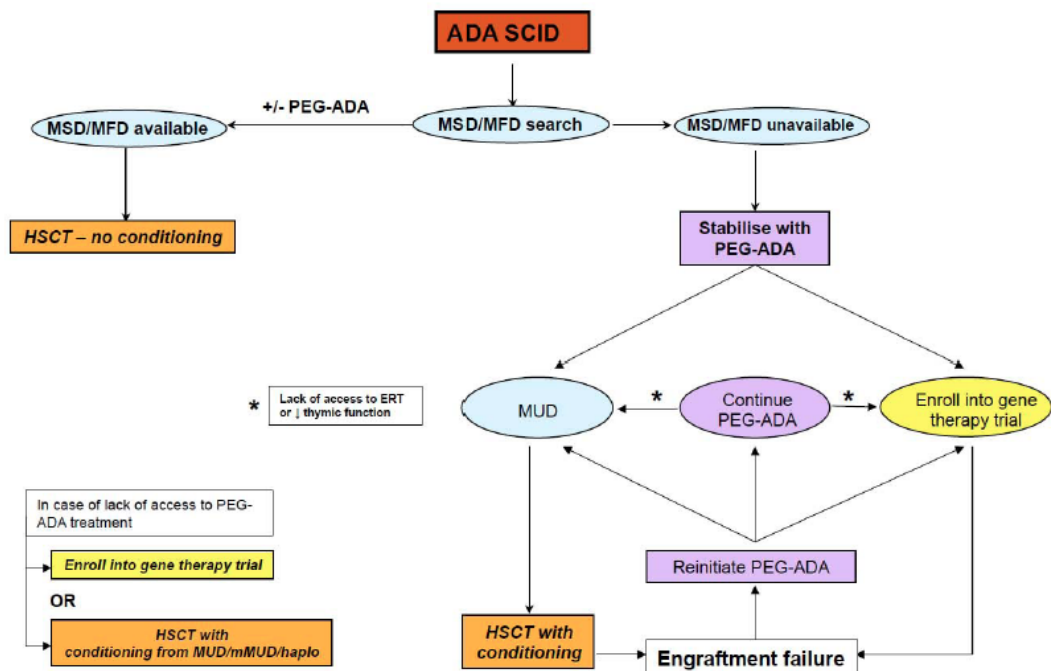 ADA SCID
+/- PEG-ADA
MSD/MFD available
MSD/MFD search
MSD/MFD unavailable
HSCT – no conditioning
Stabilise with
PEG-ADA
*
Lack of access to ERT
or ↓ thymic function
MUD
*
Continue
PEG-ADA
*
Enroll into gene
therapy trial
In case of lack of access to PEG-
ADA treatment
Enroll into gene therapy trial
OR
HSCT with
conditioning from MUD/mMUD/haplo
Reinitiate PEG-ADA
HSCT with
conditioning
Engraftment failure